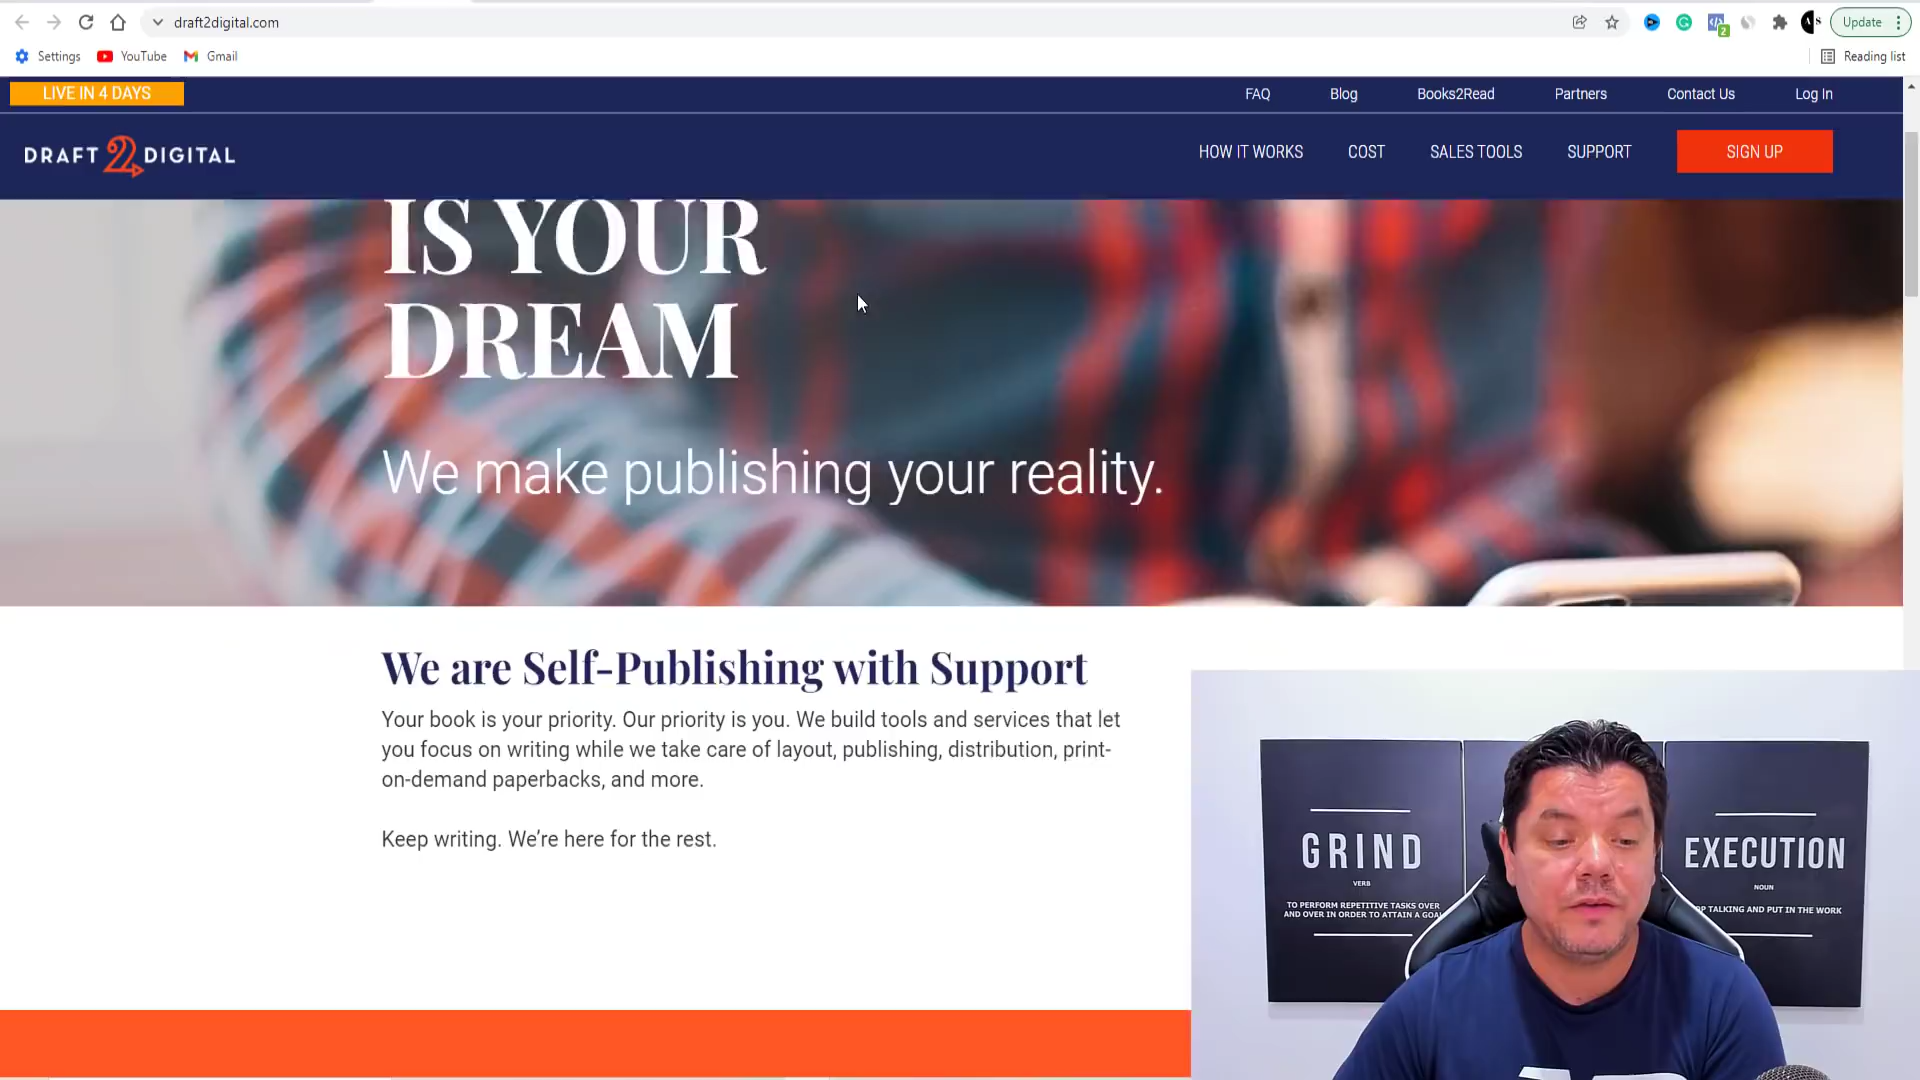 draft2digital.com
Update
Settings
YouTube
Gmail
Reading list
LIVE IN 4 DAYS
FAQ
Blog
Books2Read
Partners
Contact Us
Log In
DRAFT 2 DIGITAL
HOW IT WORKS
COST
SALES TOOLS
SUPPORT
SIGN UP
IS YOUR
DREAM
We make publishing your reality.
We are Self-Publishing with Support
Your book is your priority. Our priority is you. We build tools and services that let
you focus on writing while we take care of layout, publishing, distribution, print-
on-demand paperbacks, and more.
Keep writing. We’re here for the rest.
GRIND
VERB
TO PERFORM REPETITIVE TASKS OVER
AND OVER IN ORDER TO ATTAIN A GOAL
EXECUTION
NOUN
TALKING AND PUT IN THE WORK